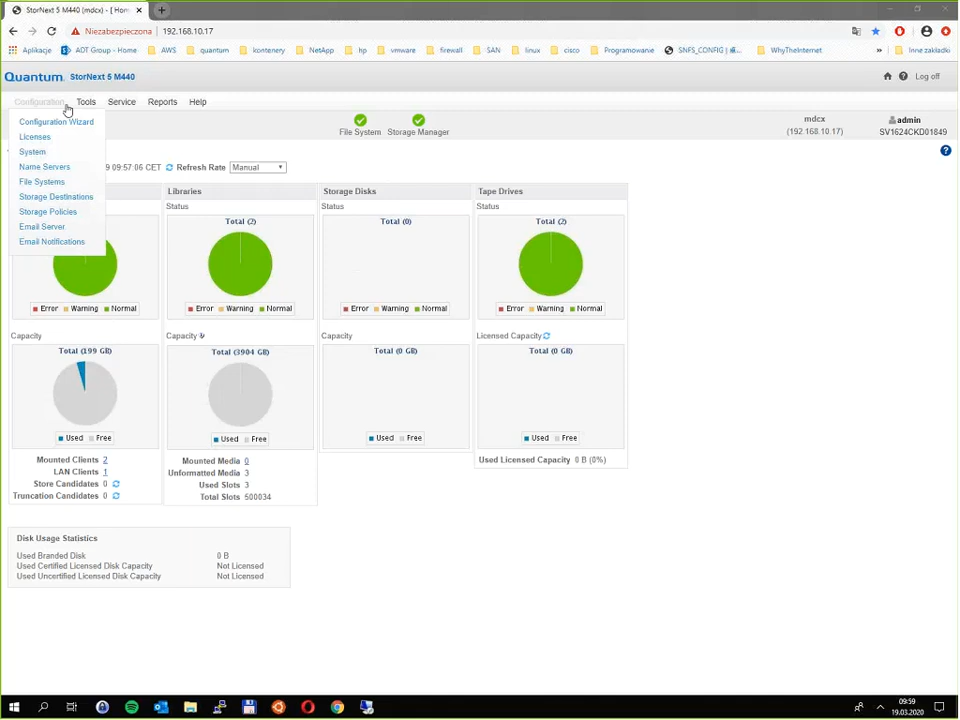 StorNext 5 M440 (mdcx) - [ Hom
Niezabezpieczona 192.168.10.17
Aplikacje ADT Group - Home AWS quantum kontenery NetApp hp vmware firewall SAN linux cisco Programowanie SNFS_CONFIG WhyTheInternet » Inne zakładki
Quantum. StorNext 5 M440 Log off
Configuration Tools Service Reports Help
File System Storage Manager
mdcx
(192.168.10.17)
admin
SV1624CKD01849
Configuration Wizard
Licenses
System
Name Servers
File Systems
Storage Destinations
Storage Policies
Email Server
Email Notifications
9 09:57:06 CET Refresh Rate Manual
Libraries Storage Disks Tape Drives
Status Status Status
Total (2) Total (0) Total (2)
Error Warning Normal Error Warning Normal Error Warning Normal Error Warning Normal
Capacity Capacity Capacity Licensed Capacity
Total (199 GB) Total (3904 GB) Total (0 GB) Total (0 GB)
Used Free Used Free Used Free Used Free
Mounted Clients 2
LAN Clients 1
Store Candidates 0
Truncation Candidates 0
Mounted Media 0
Unformatted Media 3
Used Slots 3
Total Slots 500034
Used Licensed Capacity 0 B (0%)
Disk Usage Statistics
Used Branded Disk 0 B
Used Certified Licensed Disk Capacity Not Licensed
Used Uncertified Licensed Disk Capacity Not Licensed
09:59
19.03.2020